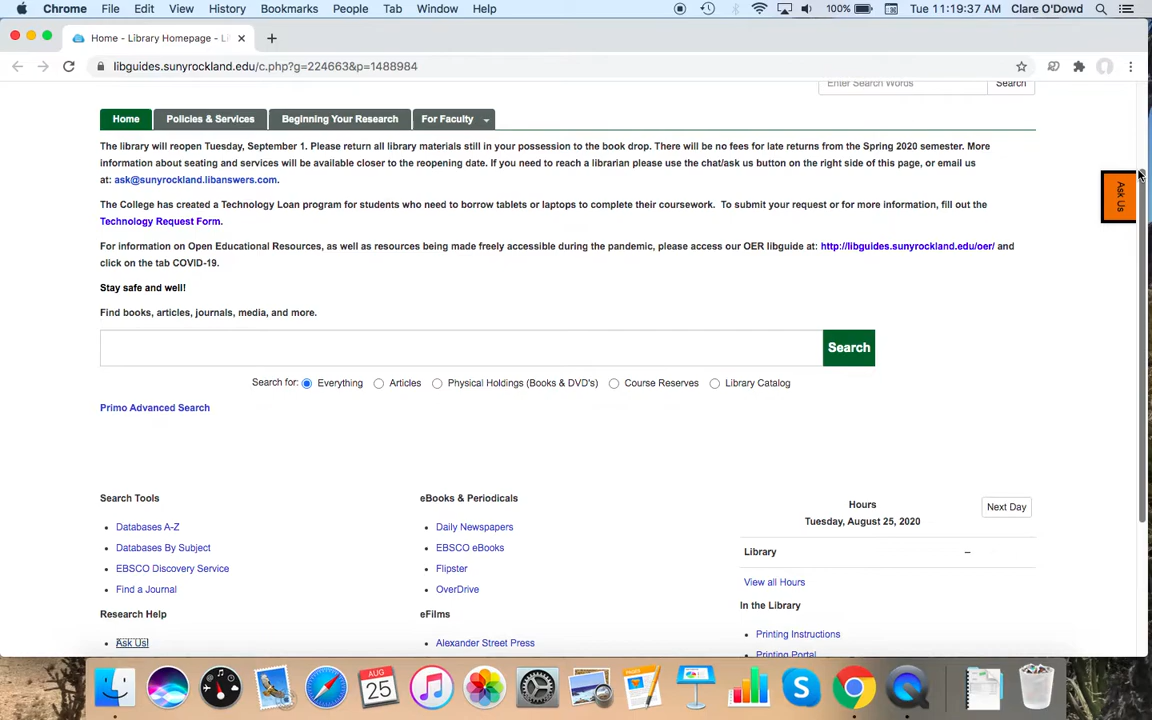 Chrome File Edit View History Bookmarks People Tab Window Help 100% Tue 11:19:37 AM Clare O'Dowd
Home - Library Homepage - Li
libguides.sunyrockland.edu/c.php?g=224663&p=1488984
Enter Search Words Search
Home Policies & Services Beginning Your Research For Faculty
The library will reopen Tuesday, September 1. Please return all library materials still in your possession to the book drop. There will be no fees for late returns from the Spring 2020 semester. More
information about seating and services will be available closer to the reopening date. If you need to reach a librarian please use the chat/ask us button on the right side of this page, or email us
at: ask@sunyrockland.libanswers.com.
Ask Us
The College has created a Technology Loan program for students who need to borrow tablets or laptops to complete their coursework. To submit your request or for more information, fill out the
Technology Request Form.
For information on Open Educational Resources, as well as resources being made freely accessible during the pandemic, please access our OER libguide at: http://libguides.sunyrockland.edu/oer/ and
click on the tab COVID-19.
Stay safe and well!
Find books, articles, journals, media, and more.
Search
Search for: Everything Articles Physical Holdings (Books & DVD's) Course Reserves Library Catalog
Primo Advanced Search
Search Tools
Databases A-Z
Databases By Subject
EBSCO Discovery Service
Find a Journal
Research Help
Ask Us!
eBooks & Periodicals
Daily Newspapers
EBSCO eBooks
Flipster
OverDrive
eFilms
Alexander Street Press
Hours
Next Day
Tuesday, August 25, 2020
Library –
View all Hours
In the Library
Printing Instructions
Printing Portal
AUG
25